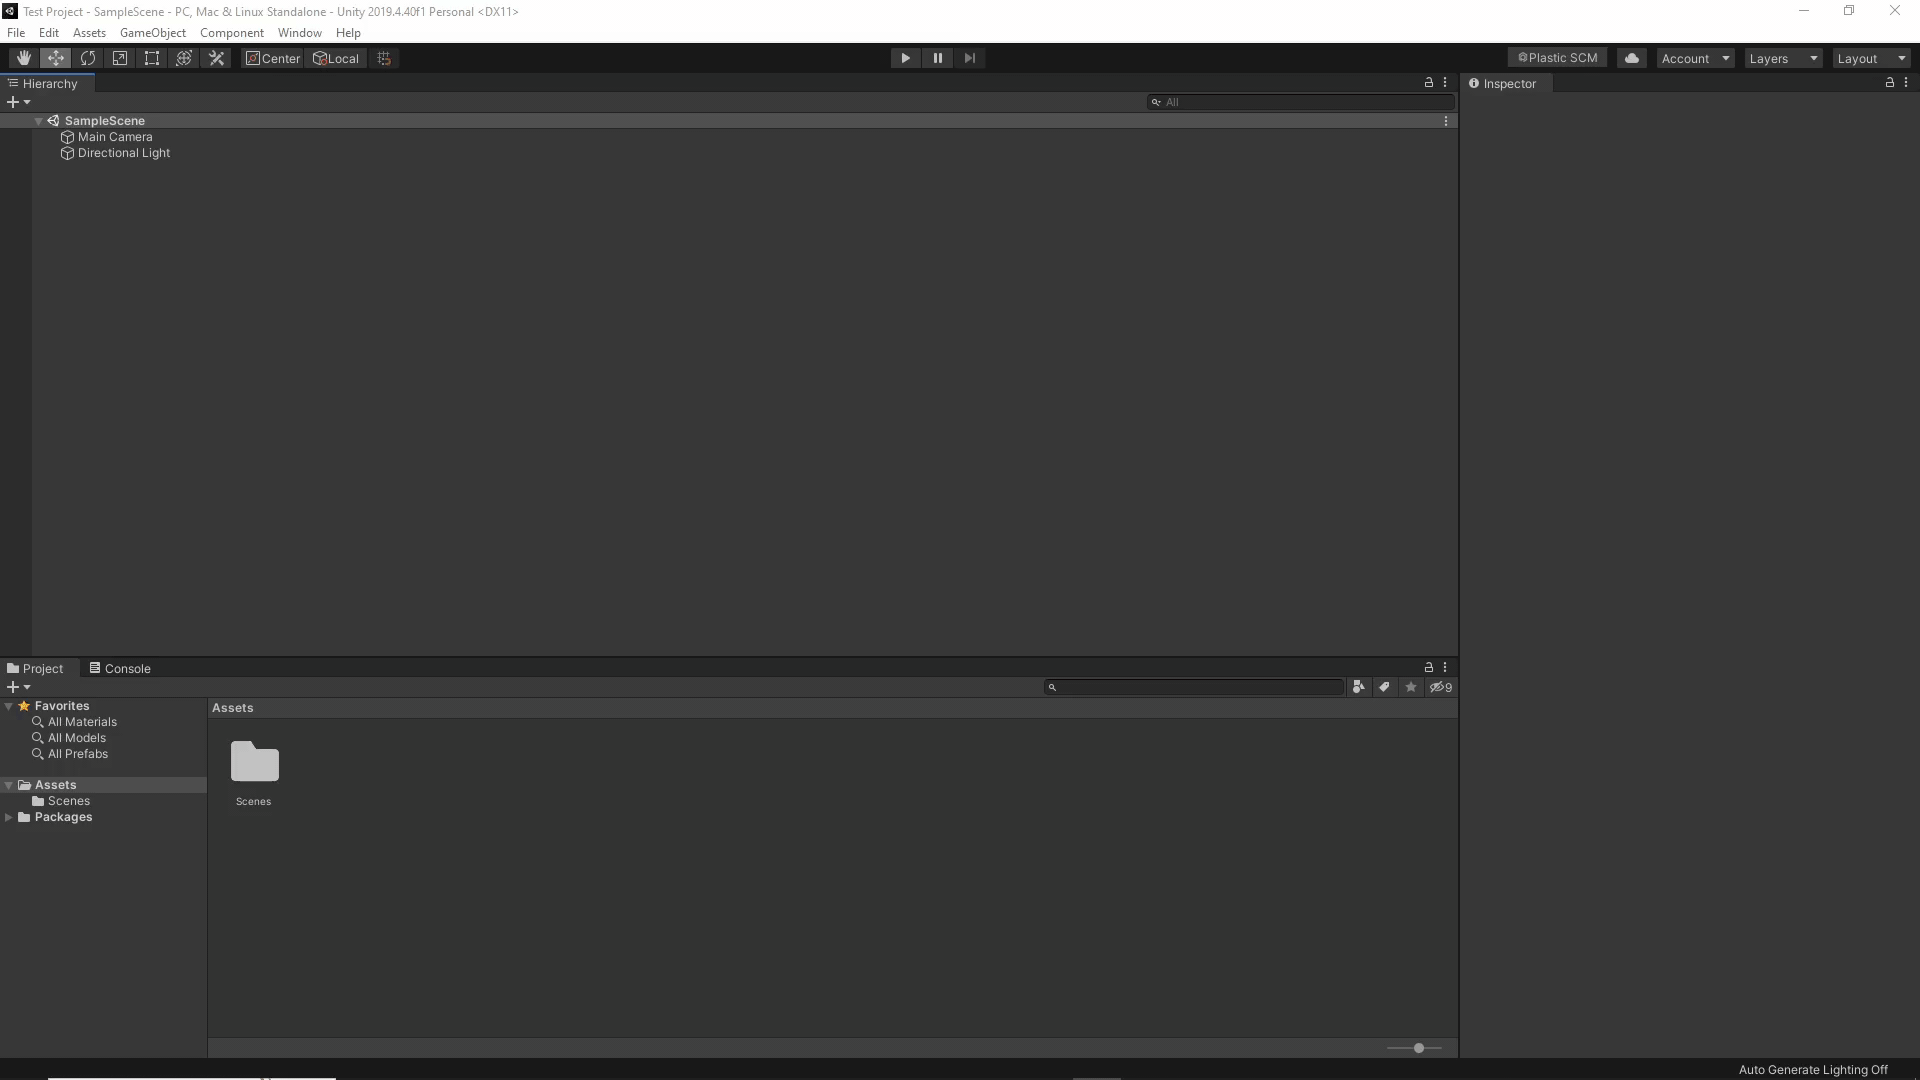 Test Project - SampleScene - PC, Mac & Linux Standalone - Unity 2019.4.40f1 Personal <DX11>
File Edit Assets GameObject Component Window Help
Center Local Plastic SCM Account Layers Layout
Hierarchy
Inspector
All
SampleScene
Main Camera
Directional Light
Project Console
9
Favorites
Assets
All Materials
All Models
All Prefabs
Assets
Scenes
Scenes
Packages
Auto Generate Lighting Off